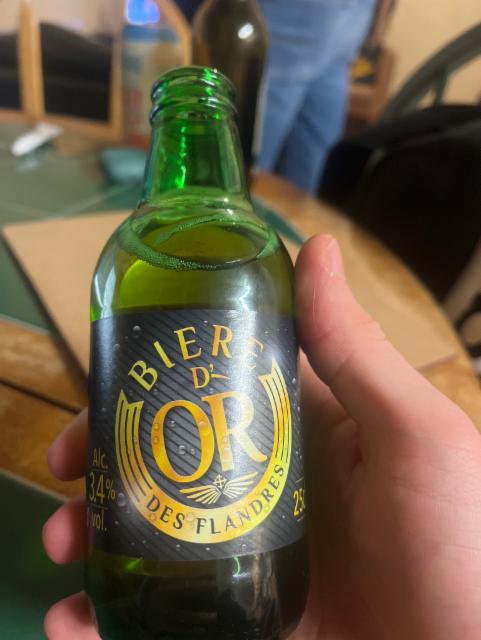 BIERE
D'
OR
DES FLANDRES
Alc.
3,4%
vol.
25